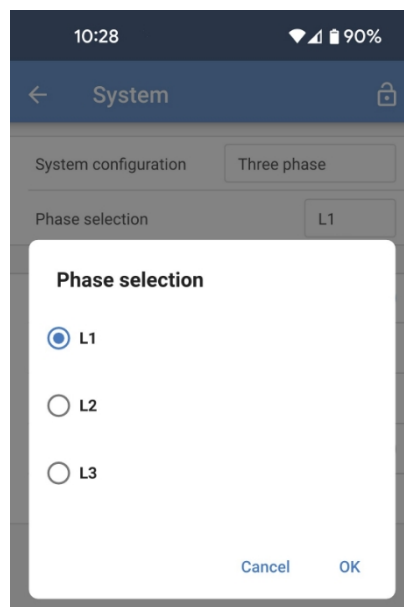 10:28 90%
System
System configuration Three phase
Phase selection L1
Phase selection
L1
L2
L3
Cancel OK